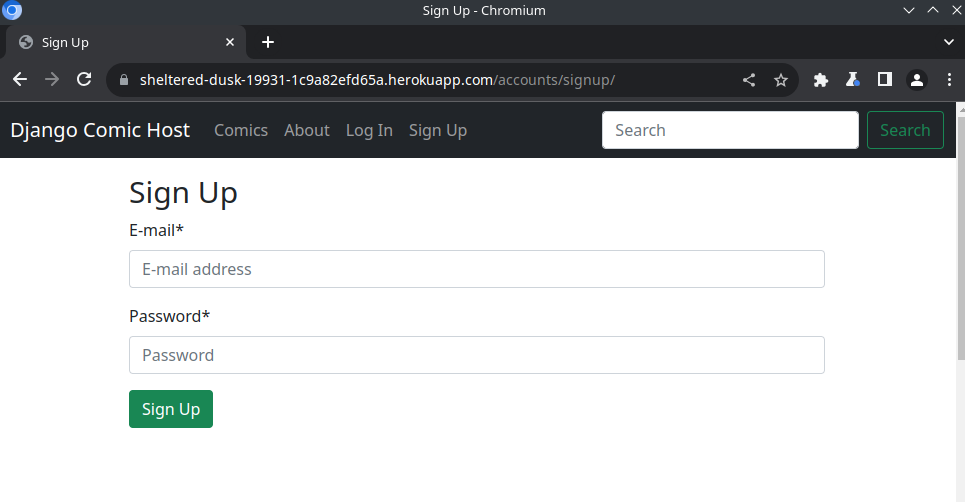 Sign Up - Chromium
Sign Up
sheltered-dusk-19931-1c9a82efd65a.herokuapp.com/accounts/signup/
Django Comic Host Comics About Log In Sign Up Search Search
Sign Up
E-mail*
E-mail address
Password*
Password
Sign Up